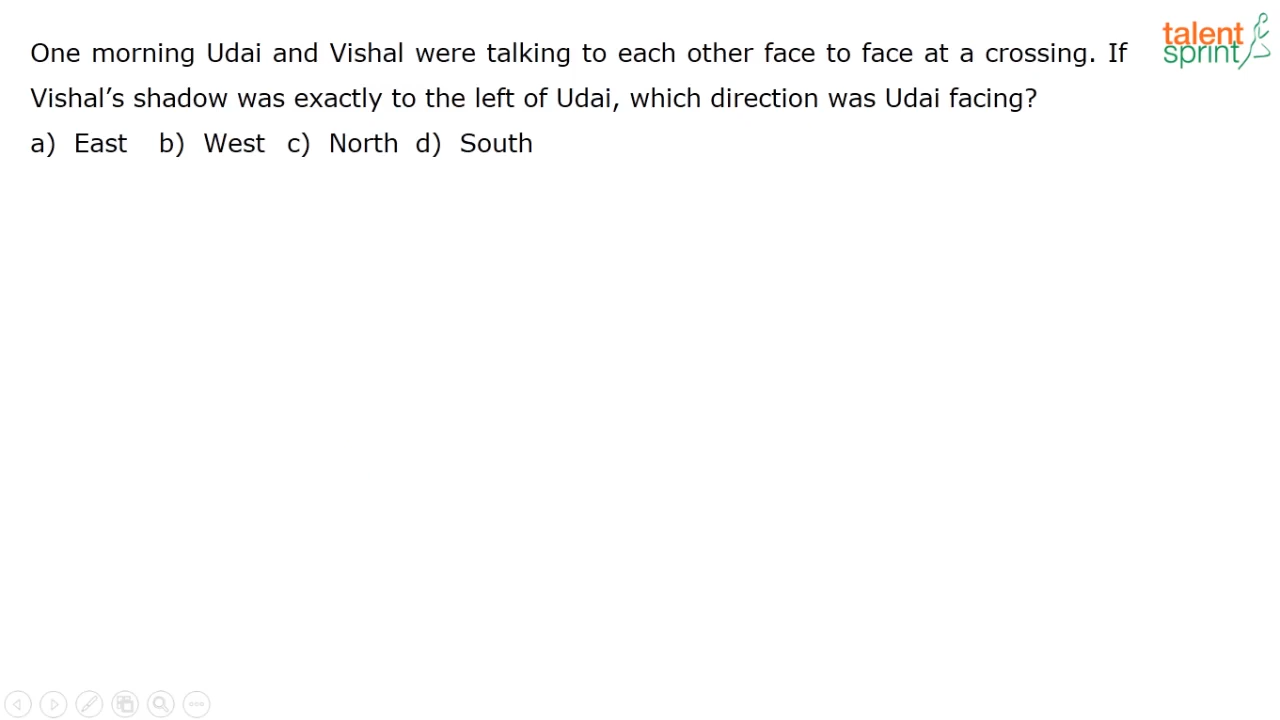 talent
sprint
One morning Udai and Vishal were talking to each other face to face at a crossing. If
Vishal’s shadow was exactly to the left of Udai, which direction was Udai facing?
a) East b) West c) North d) South